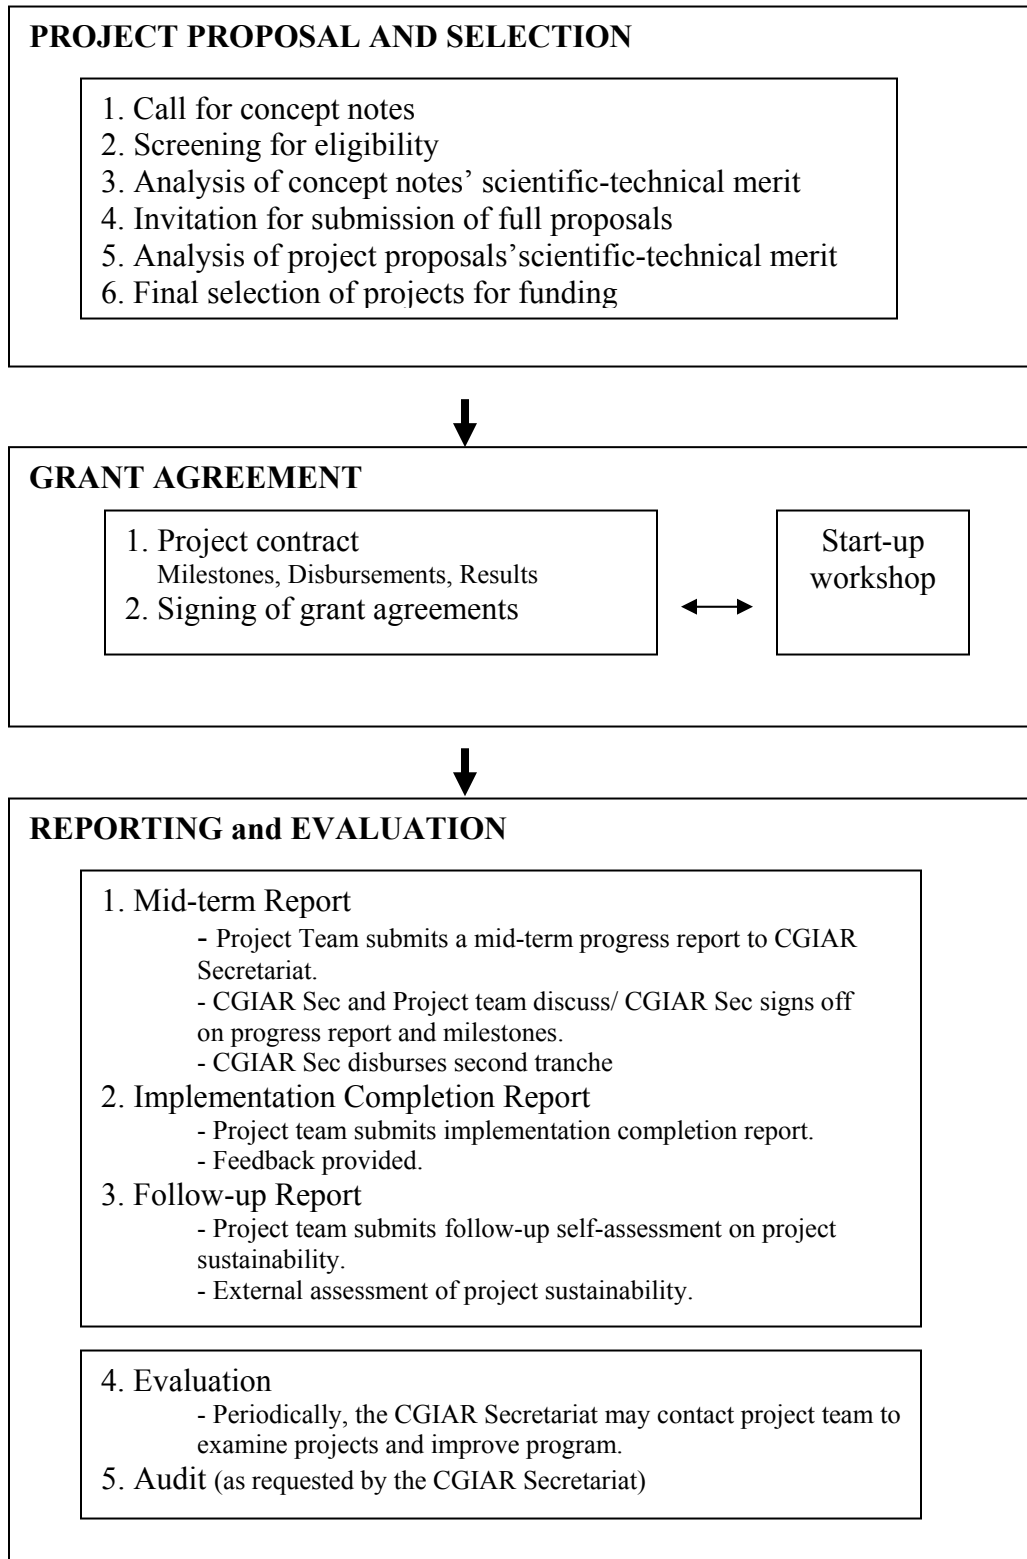 PROJECT PROPOSAL AND SELECTION
1. Call for concept notes
2. Screening for eligibility
3. Analysis of concept notes’ scientific-technical merit
4. Invitation for submission of full proposals
5. Analysis of project proposals’scientific-technical merit
6. Final selection of projects for funding
GRANT AGREEMENT
1. Project contract
Milestones, Disbursements, Results
2. Signing of grant agreements
Start-up
workshop
REPORTING and EVALUATION
1. Mid-term Report
- Project Team submits a mid-term progress report to CGIAR
Secretariat.
- CGIAR Sec and Project team discuss/ CGIAR Sec signs off
on progress report and milestones.
- CGIAR Sec disburses second tranche
2. Implementation Completion Report
- Project team submits implementation completion report.
- Feedback provided.
3. Follow-up Report
- Project team submits follow-up self-assessment on project
sustainability.
- External assessment of project sustainability.
4. Evaluation
- Periodically, the CGIAR Secretariat may contact project team to
examine projects and improve program.
5. Audit (as requested by the CGIAR Secretariat)